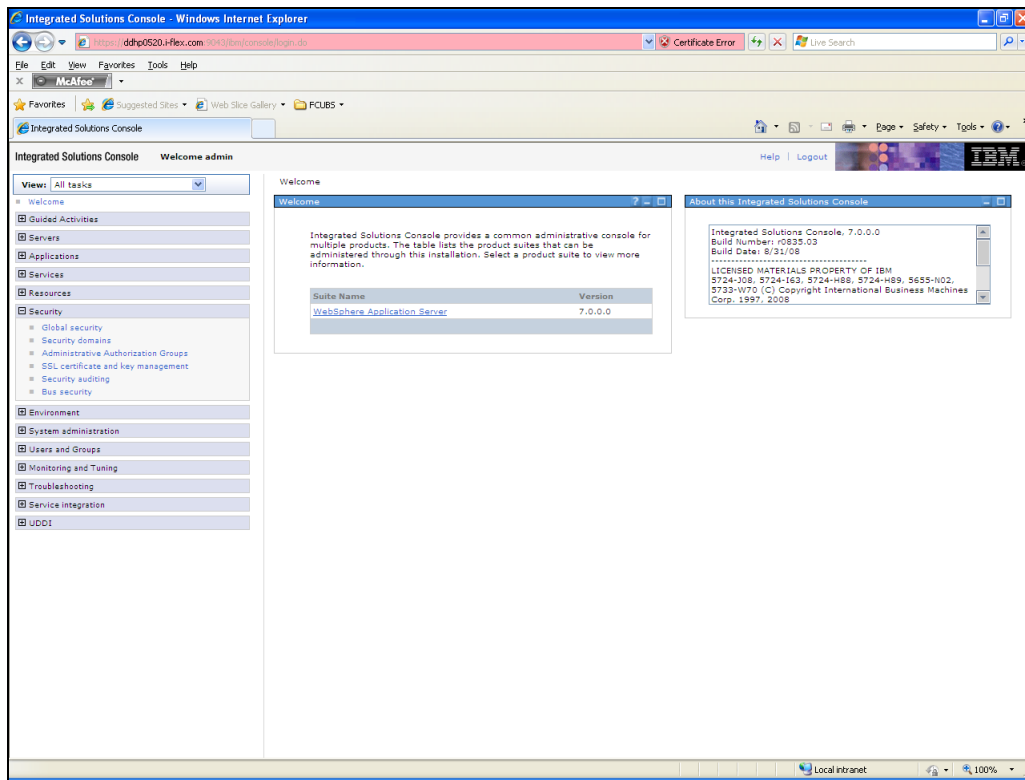 Integrated Solutions Console - Windows Internet Explorer
https://ddhp0520.i-flex.com:9043/ibm/console/login.do
Certificate Error
Live Search
File Edit View Favorites Tools Help
McAfee
Favorites Suggested Sites Web Slice Gallery FCUBS
Integrated Solutions Console
Page Safety Tools
Integrated Solutions Console Welcome admin
Help | Logout
IBM.
View: All tasks
Welcome
Guided Activities
Servers
Applications
Services
Resources
Security
Global security
Security domains
Administrative Authorization Groups
SSL certificate and key management
Security auditing
Bus security
Environment
System administration
Users and Groups
Monitoring and Tuning
Troubleshooting
Service integration
UDDI
Welcome
Welcome
Integrated Solutions Console provides a common administrative console for
multiple products. The table lists the product suites that can be
administered through this installation. Select a product suite to view more
information.
Suite Name Version
WebSphere Application Server 7.0.0.0
About this Integrated Solutions Console
Integrated Solutions Console, 7.0.0.0
Build Number: r0835.03
Build Date: 8/31/08
------------------------------------
LICENSED MATERIALS PROPERTY OF IBM
5724-J08, 5724-I63, 5724-H88, 5724-H89, 5655-N02,
5733-W70 (C) Copyright International Business Machines
Corp. 1997, 2008
Local intranet
100%